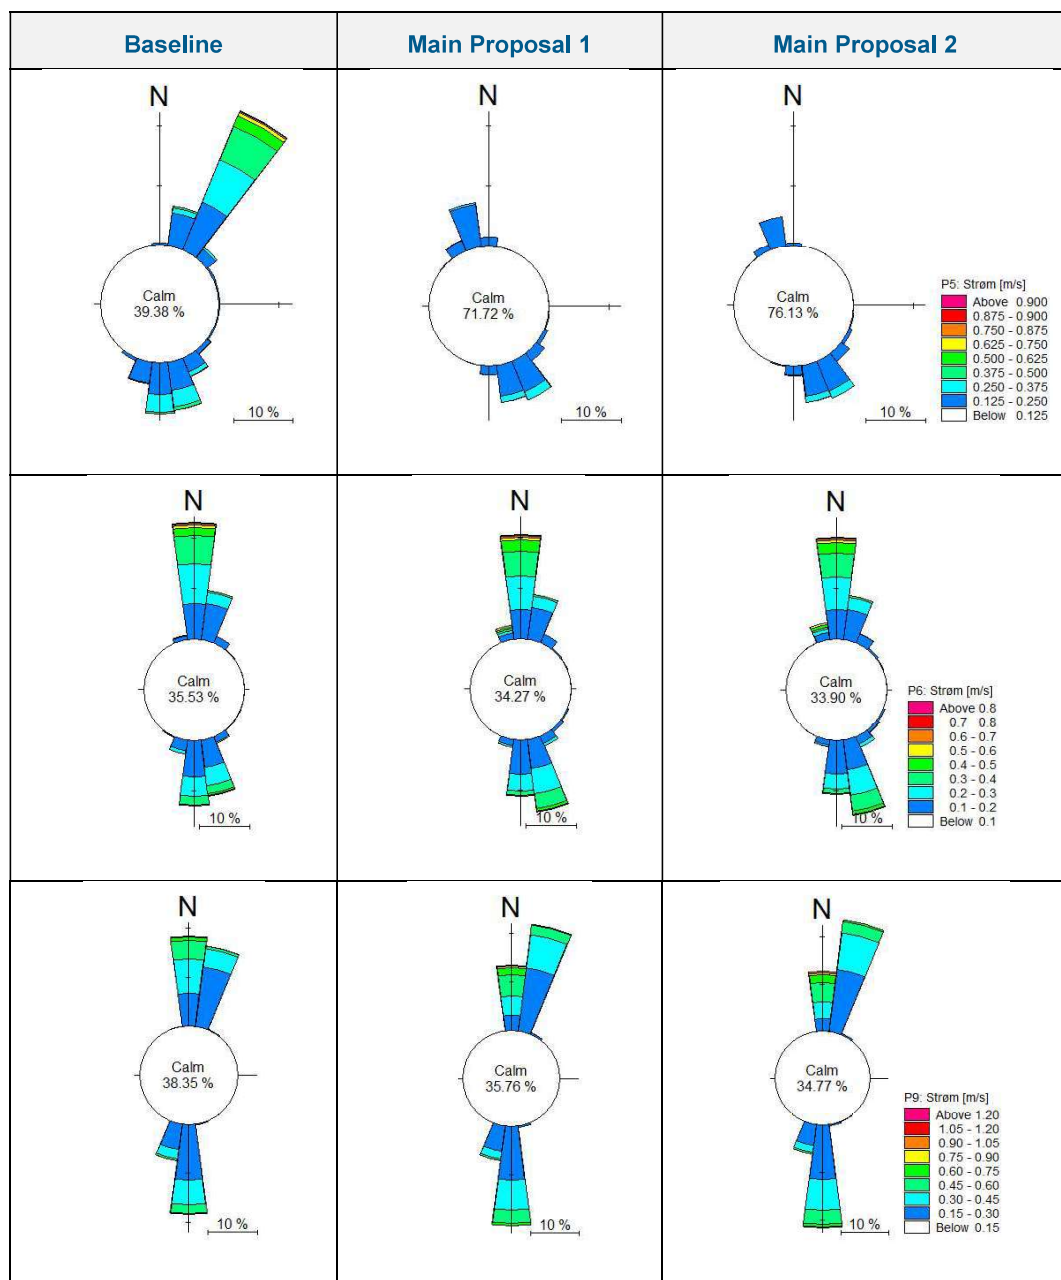 Baseline
Main Proposal 1
Main Proposal 2
N
Calm
39.38 %
10 %
N
Calm
71.72 %
10 %
N
Calm
76.13 %
10 %
P5: Strøm [m/s]
Above 0.900
0.875 - 0.900
0.750 - 0.875
0.625 - 0.750
0.500 - 0.625
0.375 - 0.500
0.250 - 0.375
0.125 - 0.250
Below 0.125
N
Calm
35.53 %
10 %
N
Calm
34.27 %
10 %
N
Calm
33.90 %
10 %
P6: Strøm [m/s]
Above 0.8
0.7 - 0.8
0.6 - 0.7
0.5 - 0.6
0.4 - 0.5
0.3 - 0.4
0.2 - 0.3
0.1 - 0.2
Below 0.1
N
Calm
38.35 %
10 %
N
Calm
35.76 %
10 %
N
Calm
34.77 %
10 %
P9: Strøm [m/s]
Above 1.20
1.05 - 1.20
0.90 - 1.05
0.75 - 0.90
0.60 - 0.75
0.45 - 0.60
0.30 - 0.45
0.15 - 0.30
Below 0.15